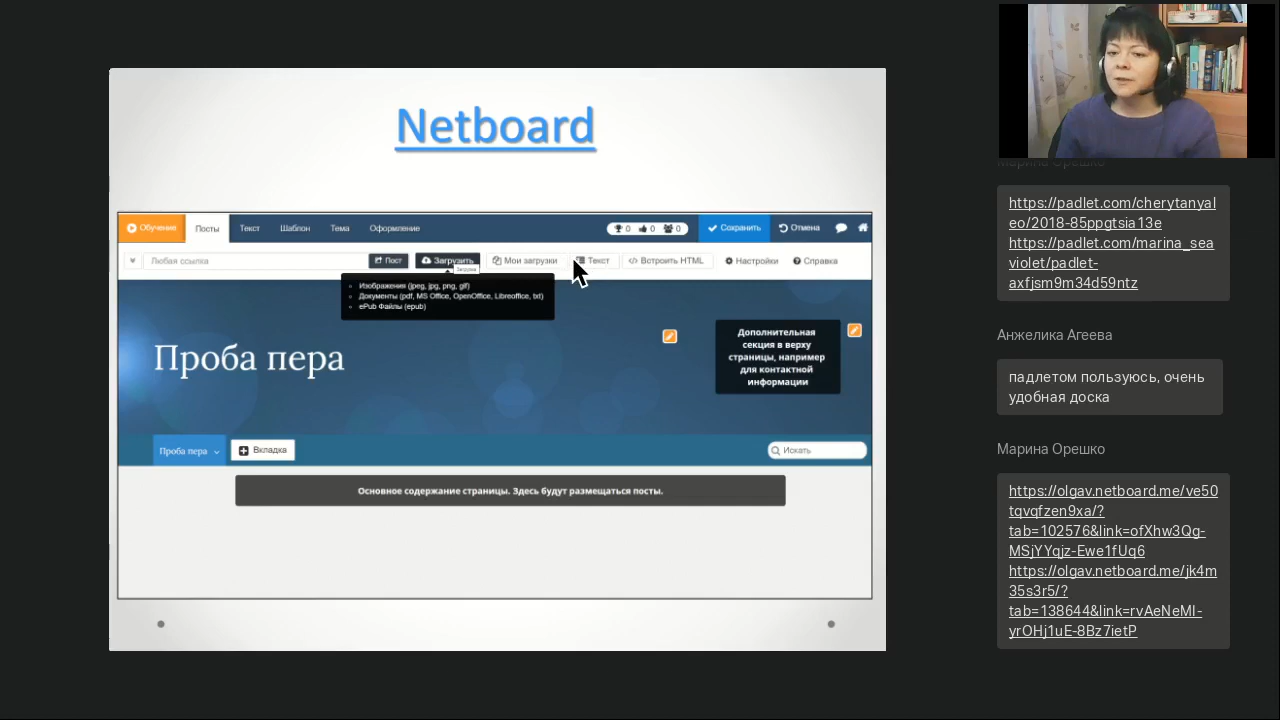 Netboard
Обучение Посты Текст Шаблон Тема Оформление 0 0 0 Сохранить Отмена
Любая ссылка Пост Загрузить Мои загрузки Текст Встроить HTML Настройки Справка
Загрузка
Изображения (jpeg, jpg, png, gif)
Документы (pdf, MS Office, OpenOffice, Libreoffice, txt)
ePub Файлы (epub)
Проба пера
Дополнительная
секция в верху
страницы, например
для контактной
информации
Проба пера Вкладка Искать
Основное содержание страницы. Здесь будут размещаться посты.
Марина Орешко
https://padlet.com/cherytanyal
eo/2018-85ppgtsia13e
https://padlet.com/marina_sea
violet/padlet-
axfjsm9m34d59ntz
Анжелика Агеева
падлетом пользуюсь, очень
удобная доска
Марина Орешко
https://olgav.netboard.me/ve50
tqvqfzen9xa/?
tab=102576&link=ofXhw3Qg-
MSjYYqjz-Ewe1fUq6
https://olgav.netboard.me/jk4m
35s3r5/?
tab=138644&link=rvAeNeMI-
yrOHj1uE-8Bz7ietP